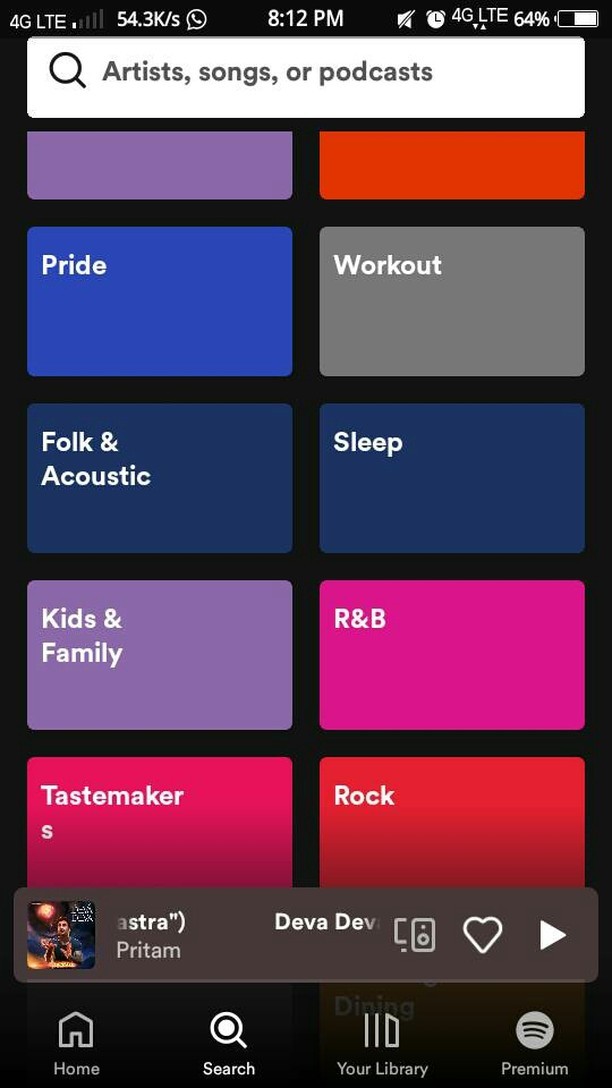 4G LTE 54.3K/s 8:12 PM 4G LTE 64%
Artists, songs, or podcasts
Pride
Workout
Folk &
Acoustic
Sleep
Kids &
Family
R&B
Tastemaker
s
Rock
astra") Deva Dev
Pritam
Dining
Home
Search
Your Library
Premium